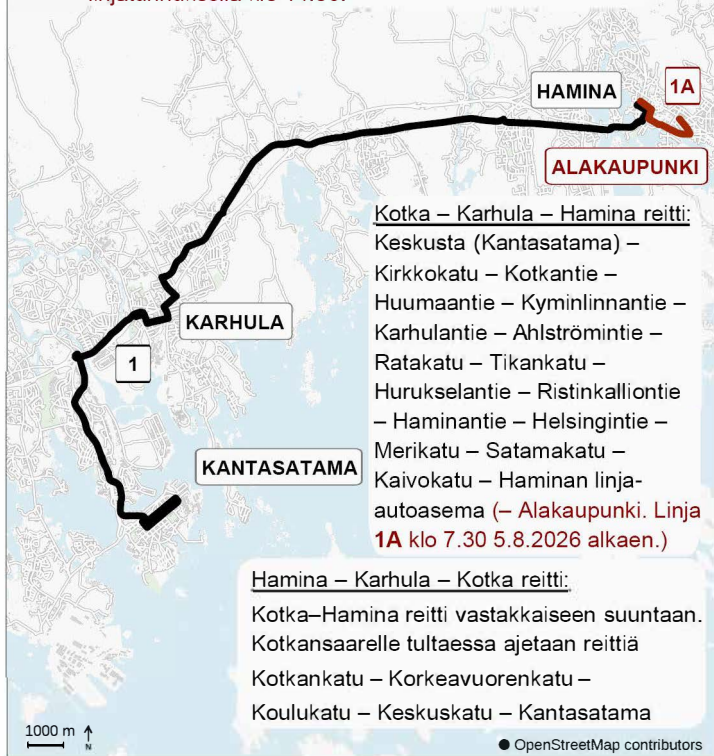 HAMINA
1A
ALAKAUPUNKI
Kotka – Karhula – Hamina reitti:
Keskusta (Kantasatama) –
Kirkkokatu – Kotkantie –
Huumaantie – Kyminlinnantie –
Karhulantie – Ahlströmintie –
Ratakatu – Tikankatu –
Hurukselantie – Ristinkalliontie
– Haminantie – Helsingintie –
Merikatu – Satamakatu –
Kaivokatu – Haminan linja-
autoasema (– Alakaupunki. Linja
1A klo 7.30 5.8.2026 alkaen.)
KARHULA
1
KANTASATAMA
Hamina – Karhula – Kotka reitti:
Kotka–Hamina reitti vastakkaiseen suuntaan.
Kotkansaarelle tultaessa ajetaan reittiä
Kotkankatu – Korkeavuorenkatu –
Koulukatu – Keskuskatu – Kantasatama
1000 m
N
OpenStreetMap contributors